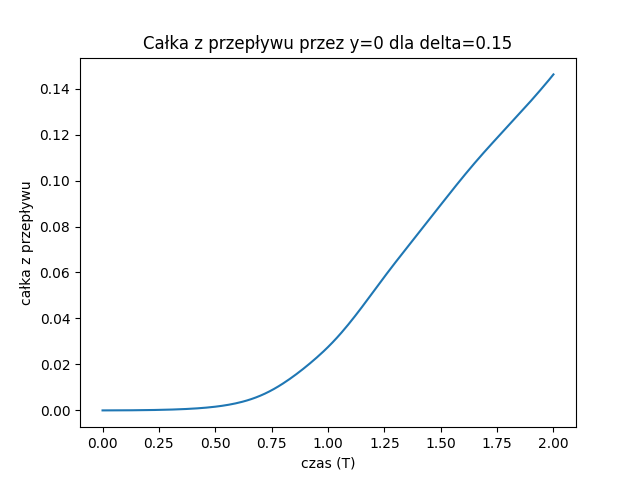 Całka z przepływu przez y=0 dla delta=0.15
całka z przepływu
0.14
0.12
0.10
0.08
0.06
0.04
0.02
0.00
0.00 0.25 0.50 0.75 1.00 1.25 1.50 1.75 2.00
czas (T)